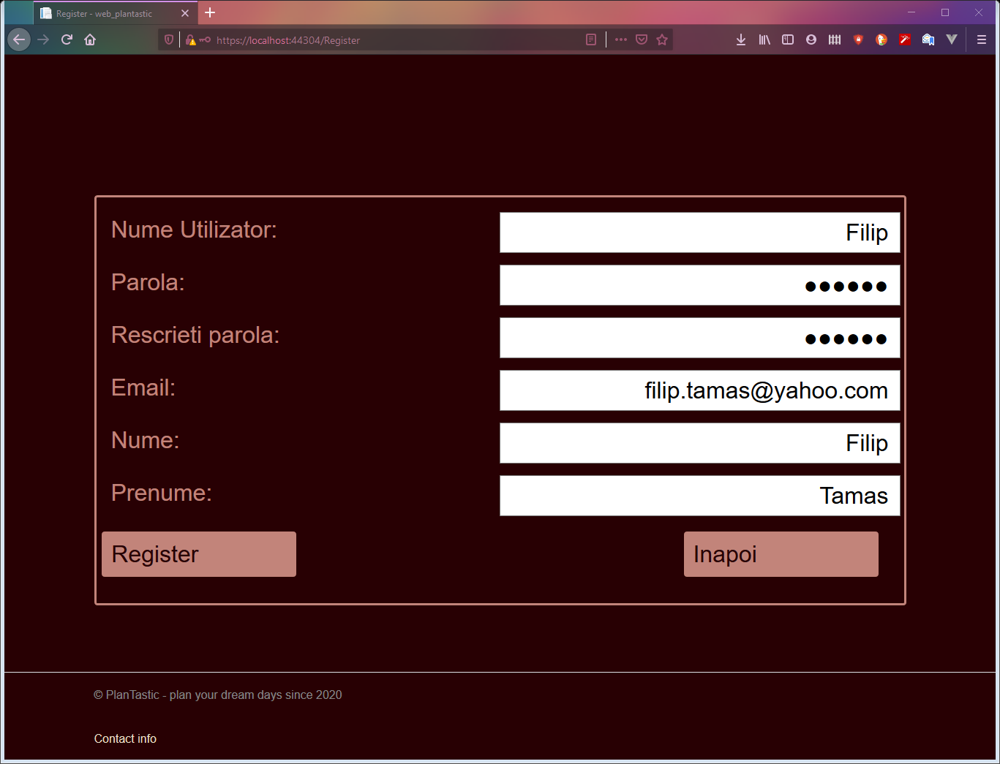 Register - web_plantastic
https://localhost:44304/Register
Nume Utilizator: Filip
Parola: ●●●●●●
Rescrieti parola: ●●●●●●
Email: filip.tamas@yahoo.com
Nume: Filip
Prenume: Tamas
Register Inapoi
© PlanTastic - plan your dream days since 2020
Contact info